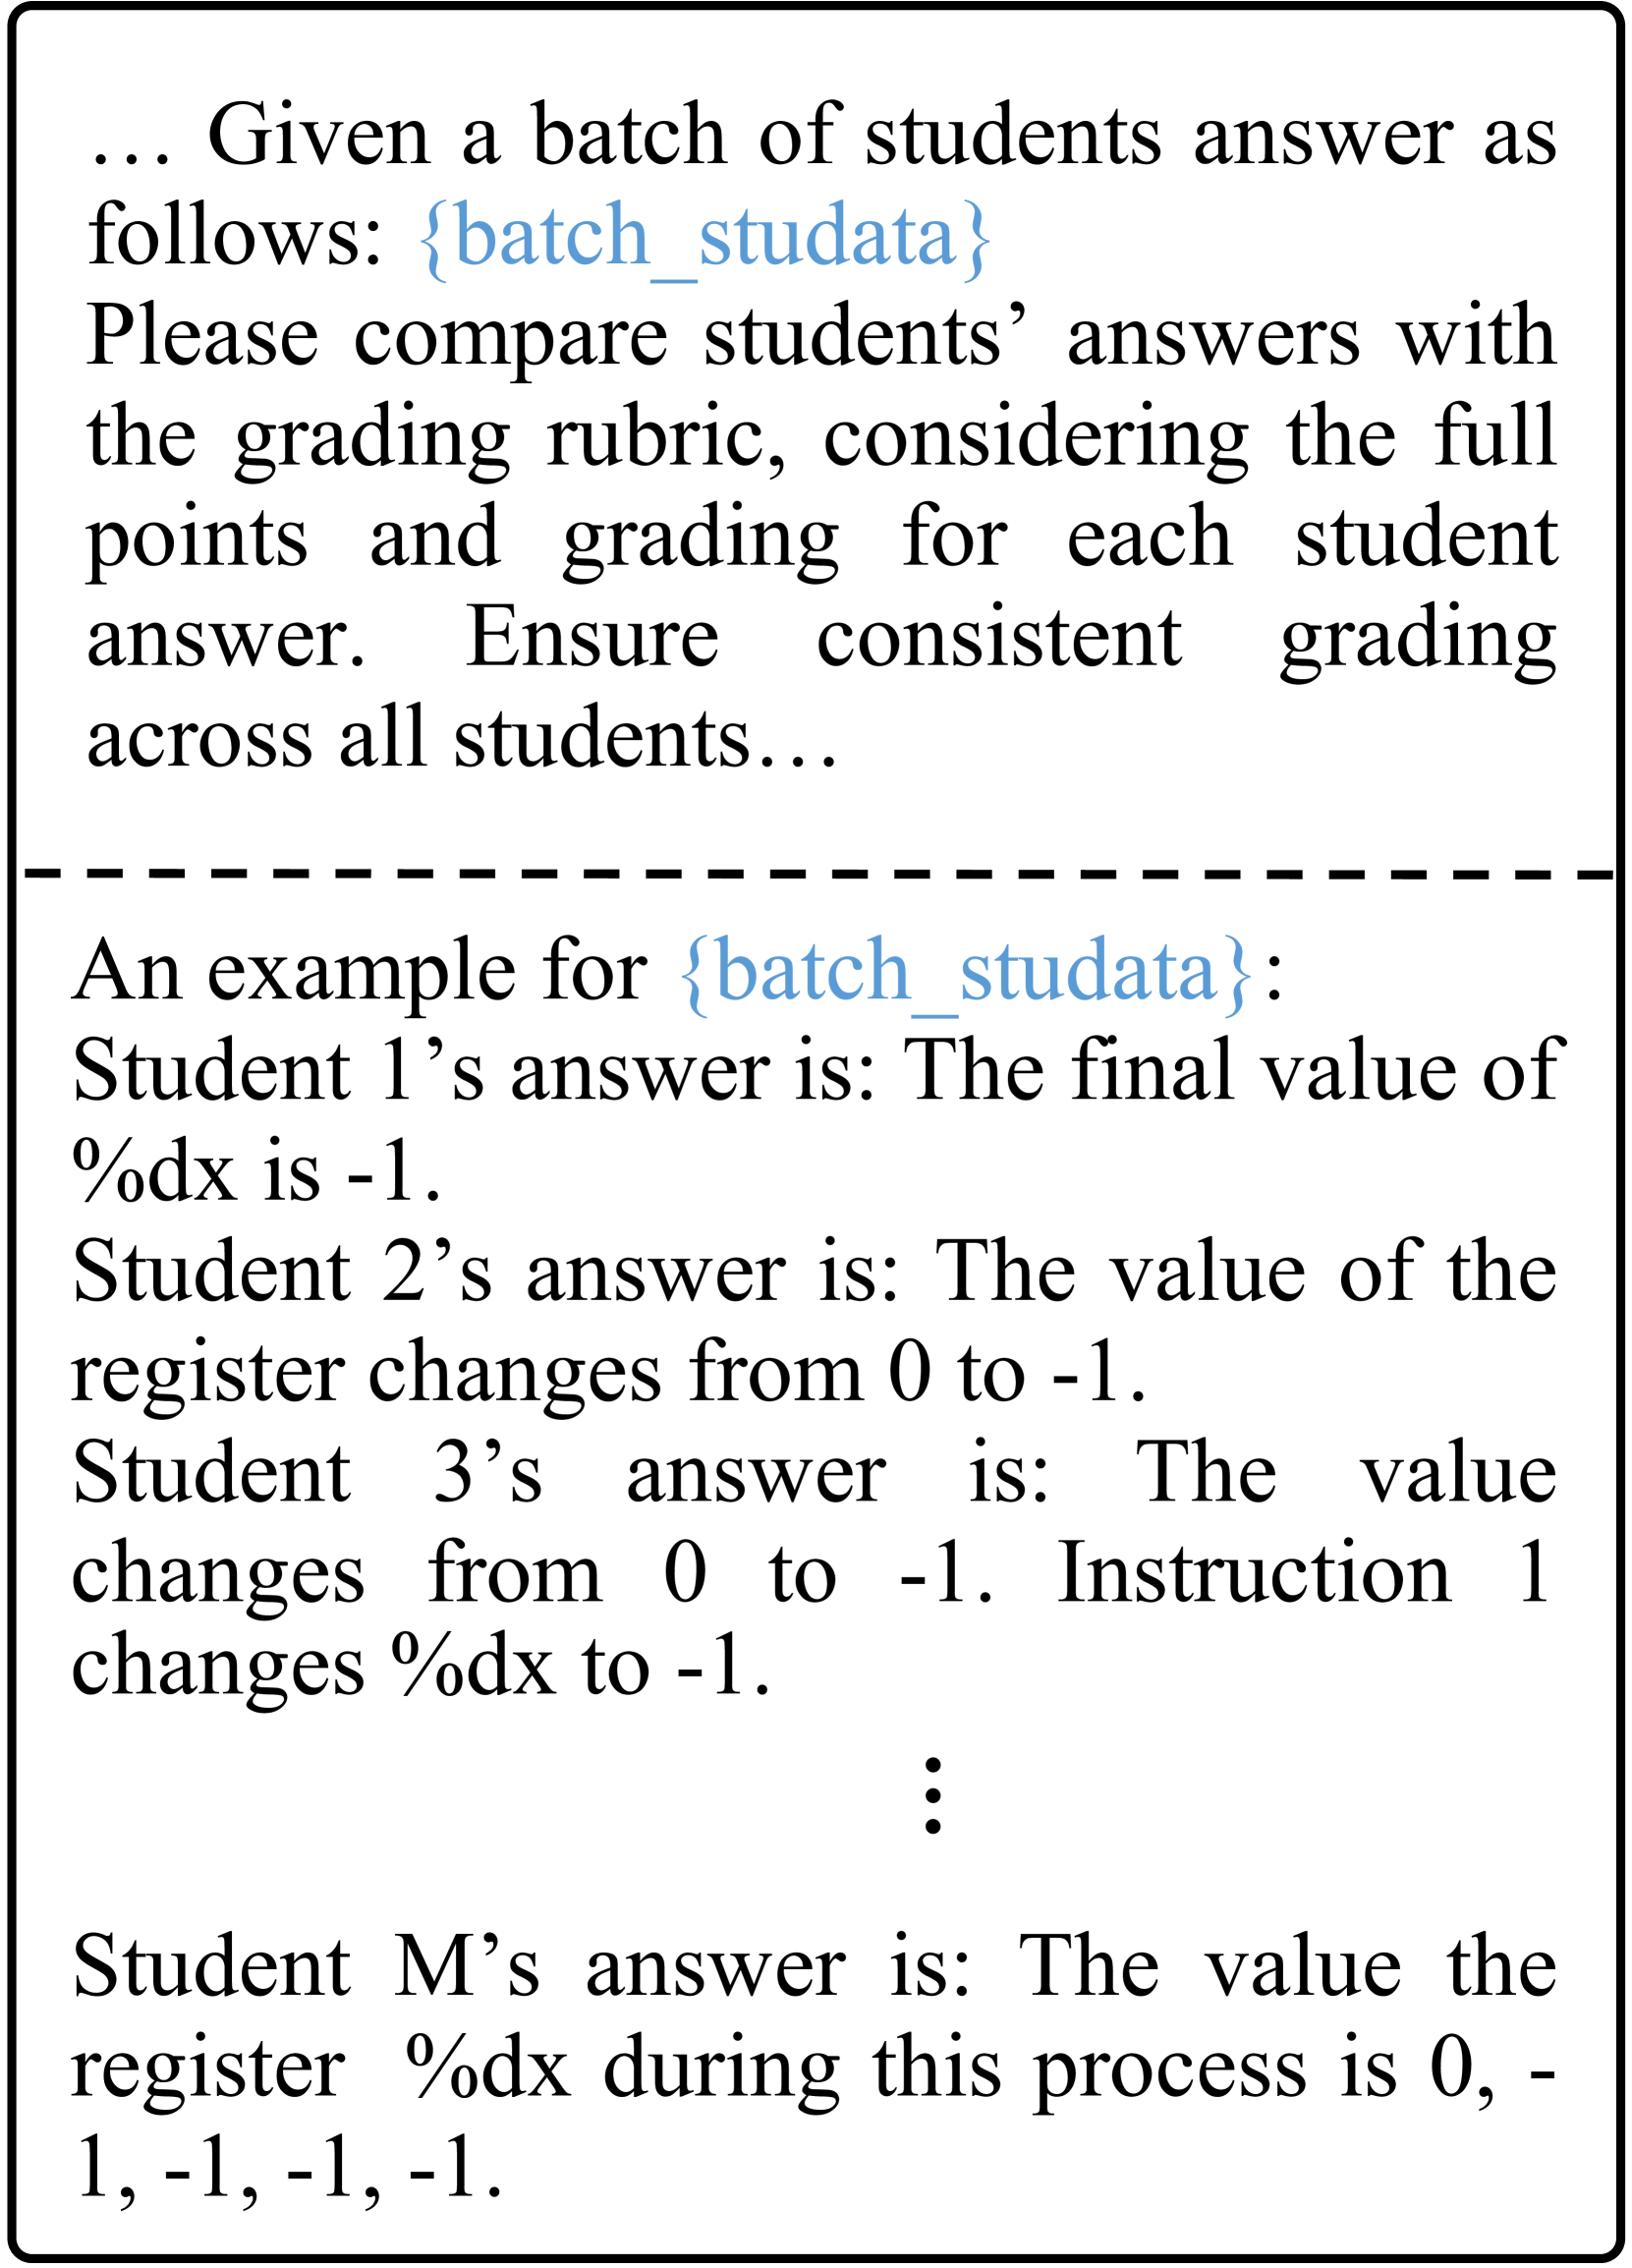 … Given a batch of students answer as
follows: {batch_studata}
Please compare students’ answers with
the grading rubric, considering the full
points and grading for each student
answer. Ensure consistent grading
across all students…
An example for {batch_studata}:
Student 1’s answer is: The final value of
%dx is -1.
Student 2’s answer is: The value of the
register changes from 0 to -1.
Student 3’s answer is: The value
changes from 0 to -1. Instruction 1
changes %dx to -1.
⋮
Student M’s answer is: The value the
register %dx during this process is 0, -
1, -1, -1, -1.